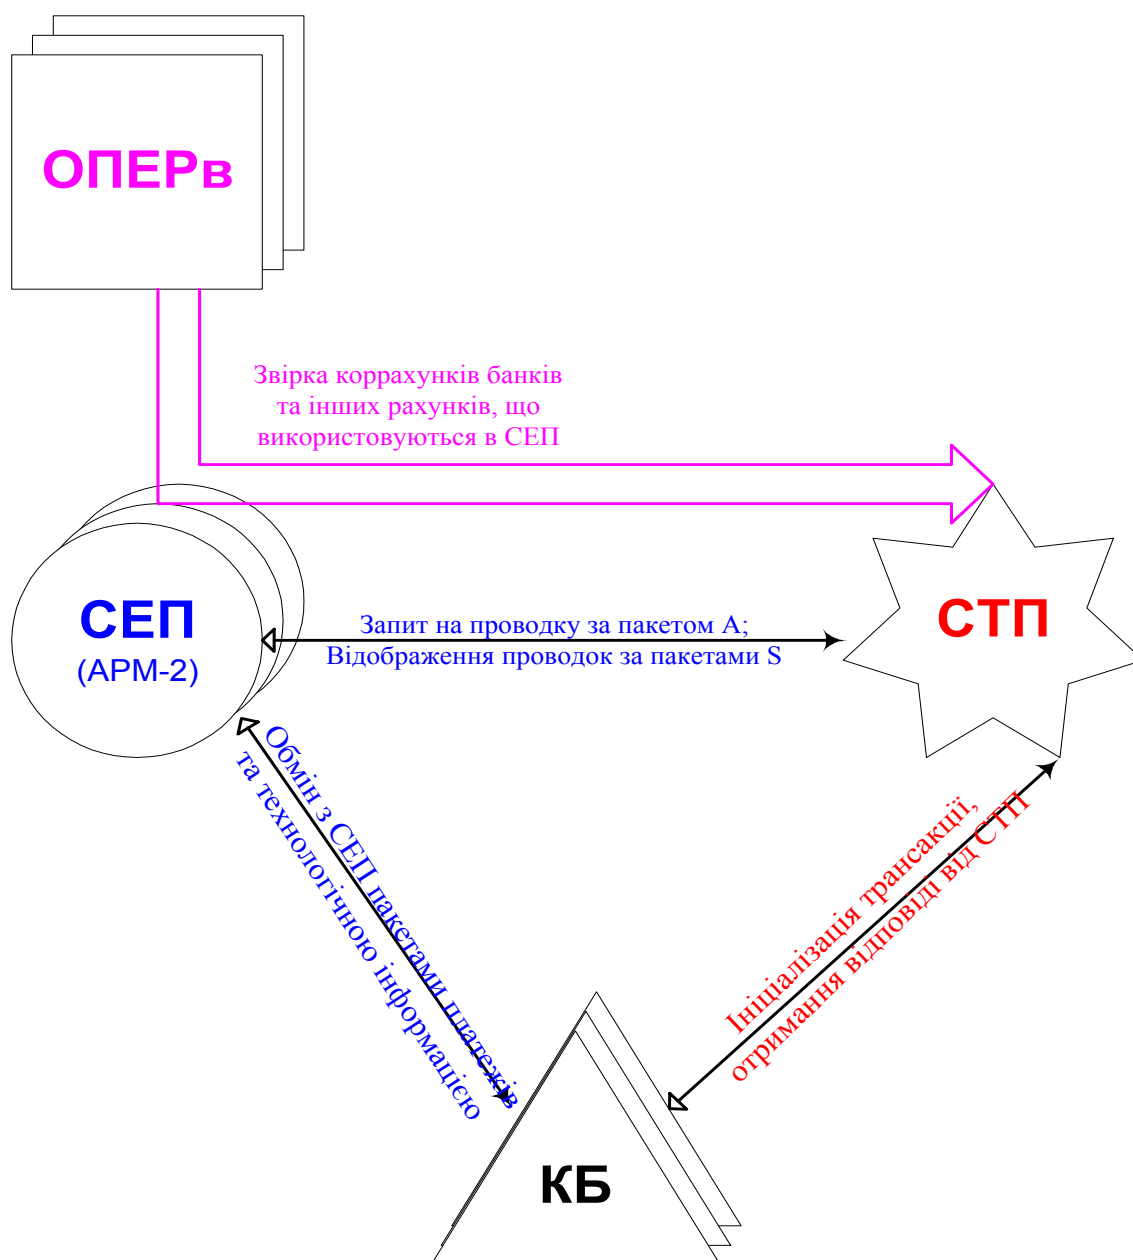 ОПЕРв
Звірка коррахунків банків
та інших рахунків, що
використовуються в СЕП
СЕП
(АРМ-2)
Запит на проводку за пакетом А;
Відображення проводок за пакетами S
СТП
Обмін з СЕП пакетами платежів
та технологічною інформацією
Ініціалізація трансакції,
отримання відповіді від СТП
КБ